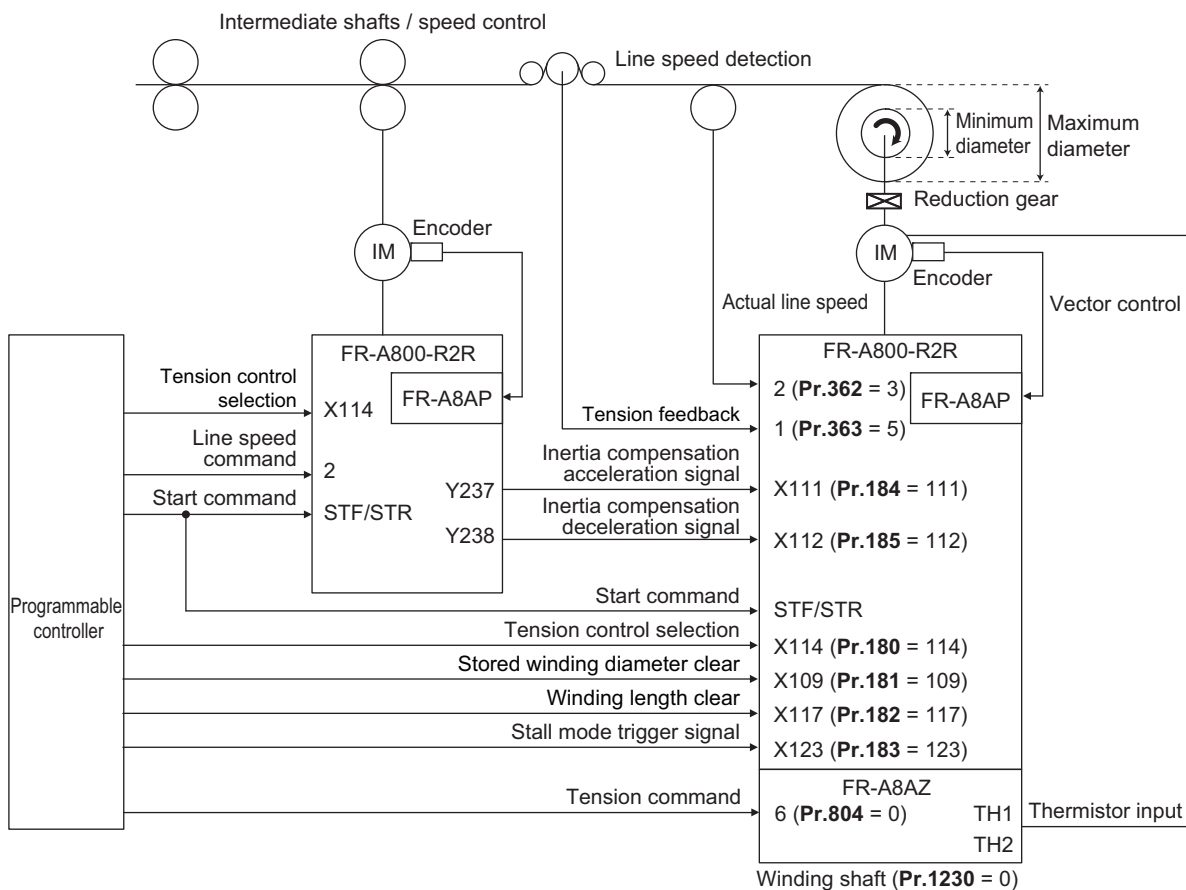 Intermediate shafts / speed control
Line speed detection
Minimum
diameter
Maximum
diameter
Reduction gear
Encoder
IM
IM
Encoder
Actual line speed
Vector control
FR-A800-R2R
FR-A8AP
Tension control
selection
X114
Line speed
command
2
Start command
STF/STR
Y237
Y238
Programmable
controller
FR-A800-R2R
FR-A8AP
2 (Pr.362 = 3)
Tension feedback
1 (Pr.363 = 5)
Inertia compensation
acceleration signal
X111 (Pr.184 = 111)
Inertia compensation
deceleration signal
X112 (Pr.185 = 112)
Start command
STF/STR
Tension control selection
X114 (Pr.180 = 114)
Stored winding diameter clear
X109 (Pr.181 = 109)
Winding length clear
X117 (Pr.182 = 117)
Stall mode trigger signal
X123 (Pr.183 = 123)
FR-A8AZ
Tension command
6 (Pr.804 = 0)
TH1
Thermistor input
TH2
Winding shaft (Pr.1230 = 0)